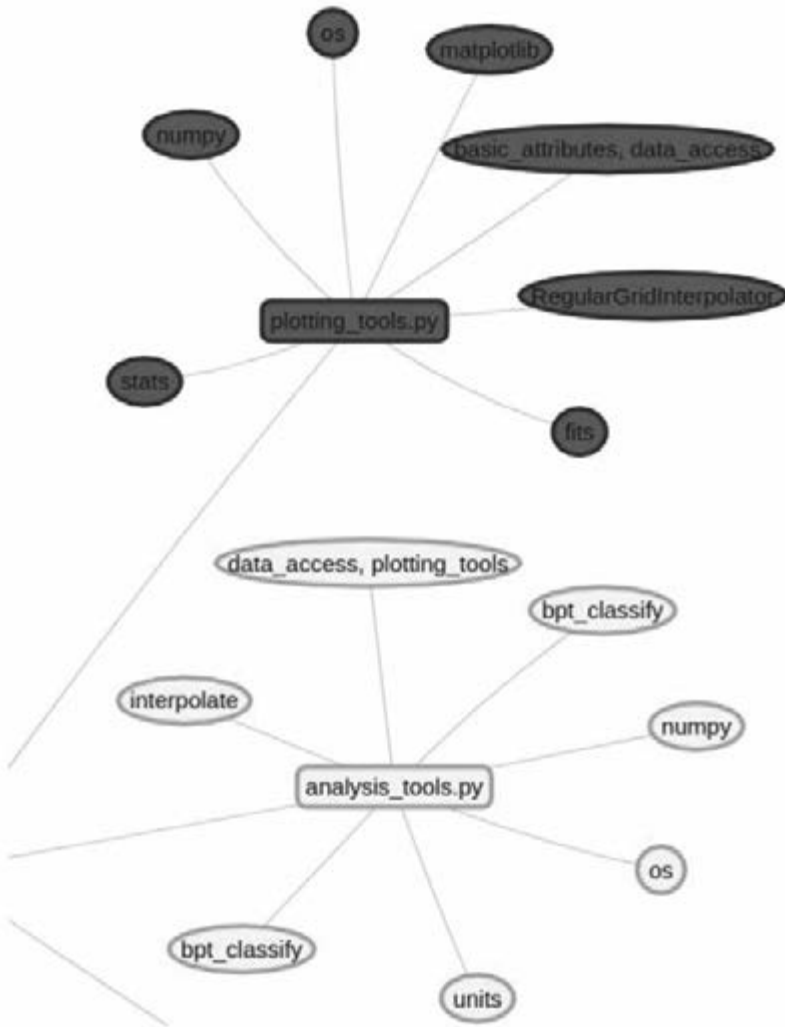 os
matplotlib
numpy
basic_attributes, data_access
RegularGridInterpolator
plotting_tools.py
stats
fits
data_access, plotting_tools
bpt_classify
interpolate
numpy
analysis_tools.py
os
bpt_classify
units